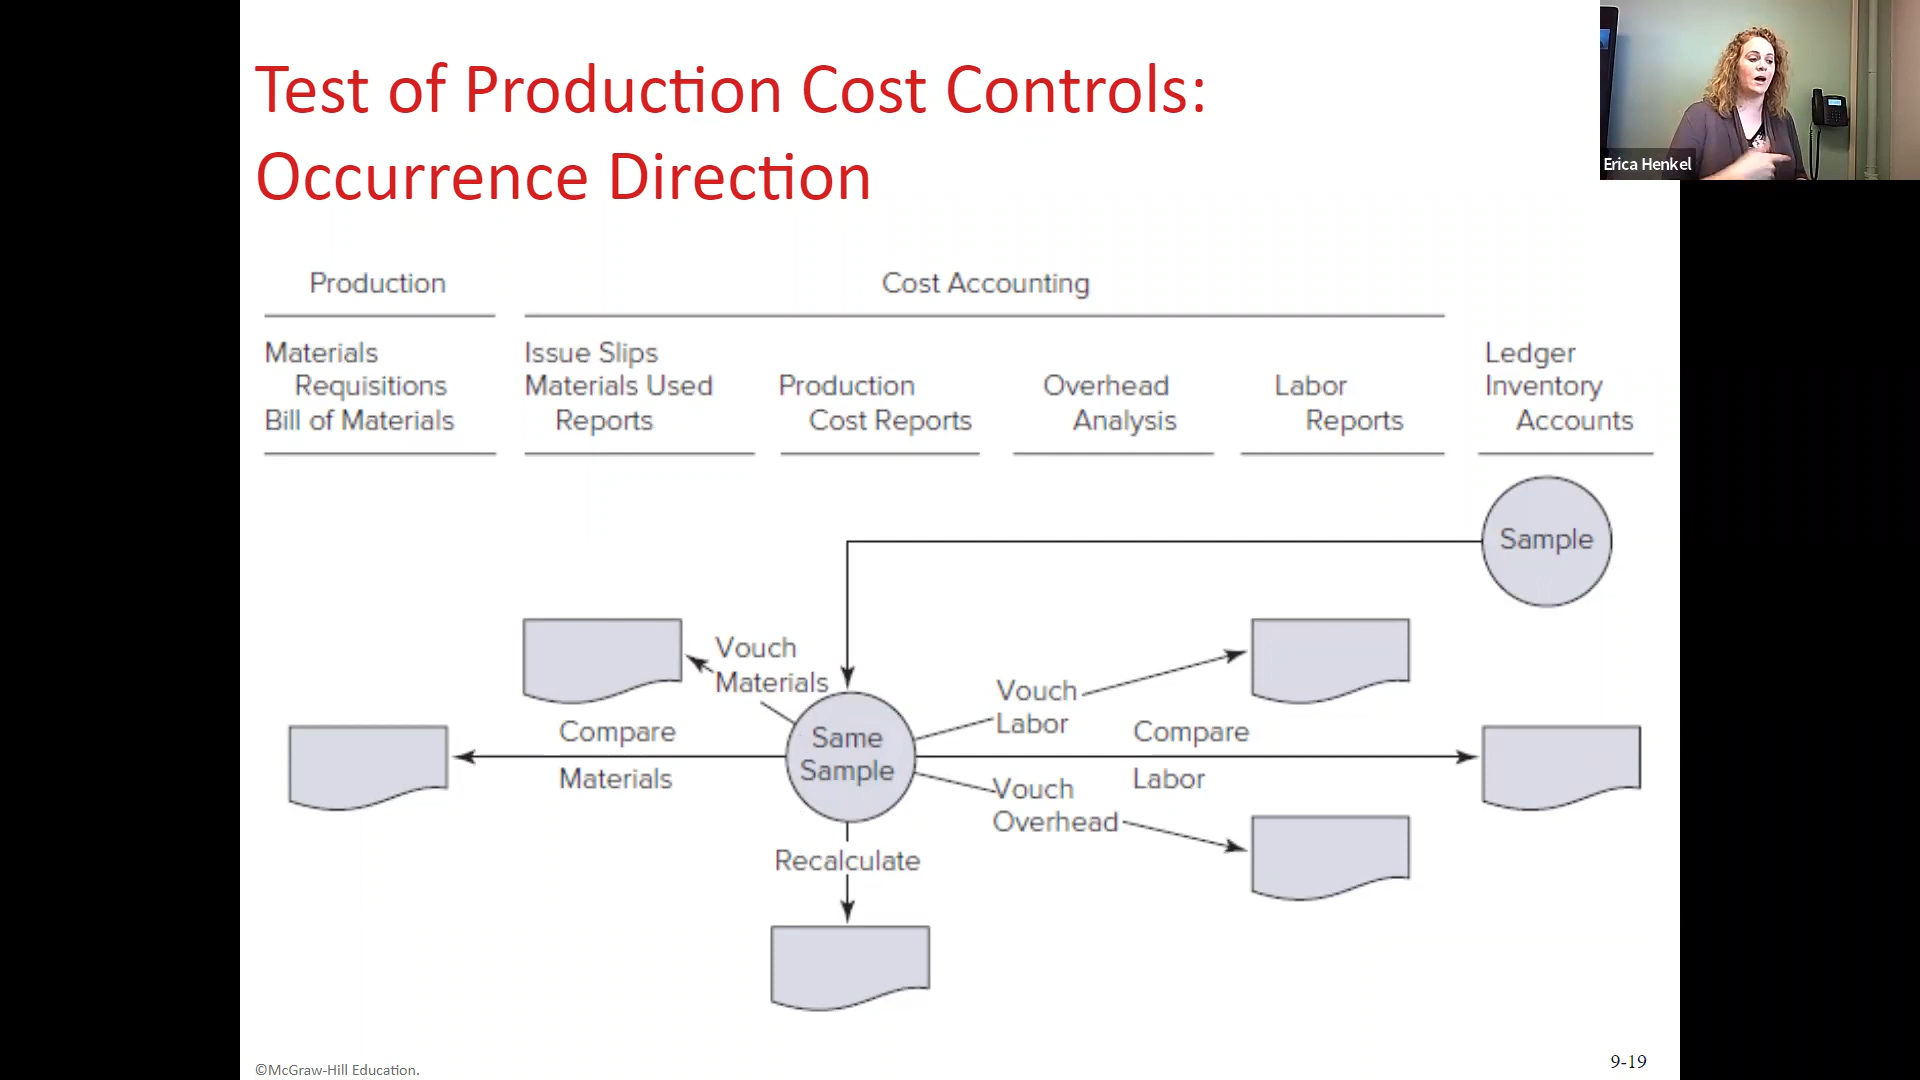 Test of Production Cost Controls:
Occurrence Direction
Erica Henkel
Production
Cost Accounting
Materials
Requisitions
Bill of Materials
Issue Slips
Materials Used
Reports
Production
Cost Reports
Overhead
Analysis
Labor
Reports
Ledger
Inventory
Accounts
Sample
Vouch
Materials
Vouch
Labor
Compare
Materials
Same
Sample
Compare
Labor
Vouch
Overhead
Recalculate
©McGraw-Hill Education.
9-19